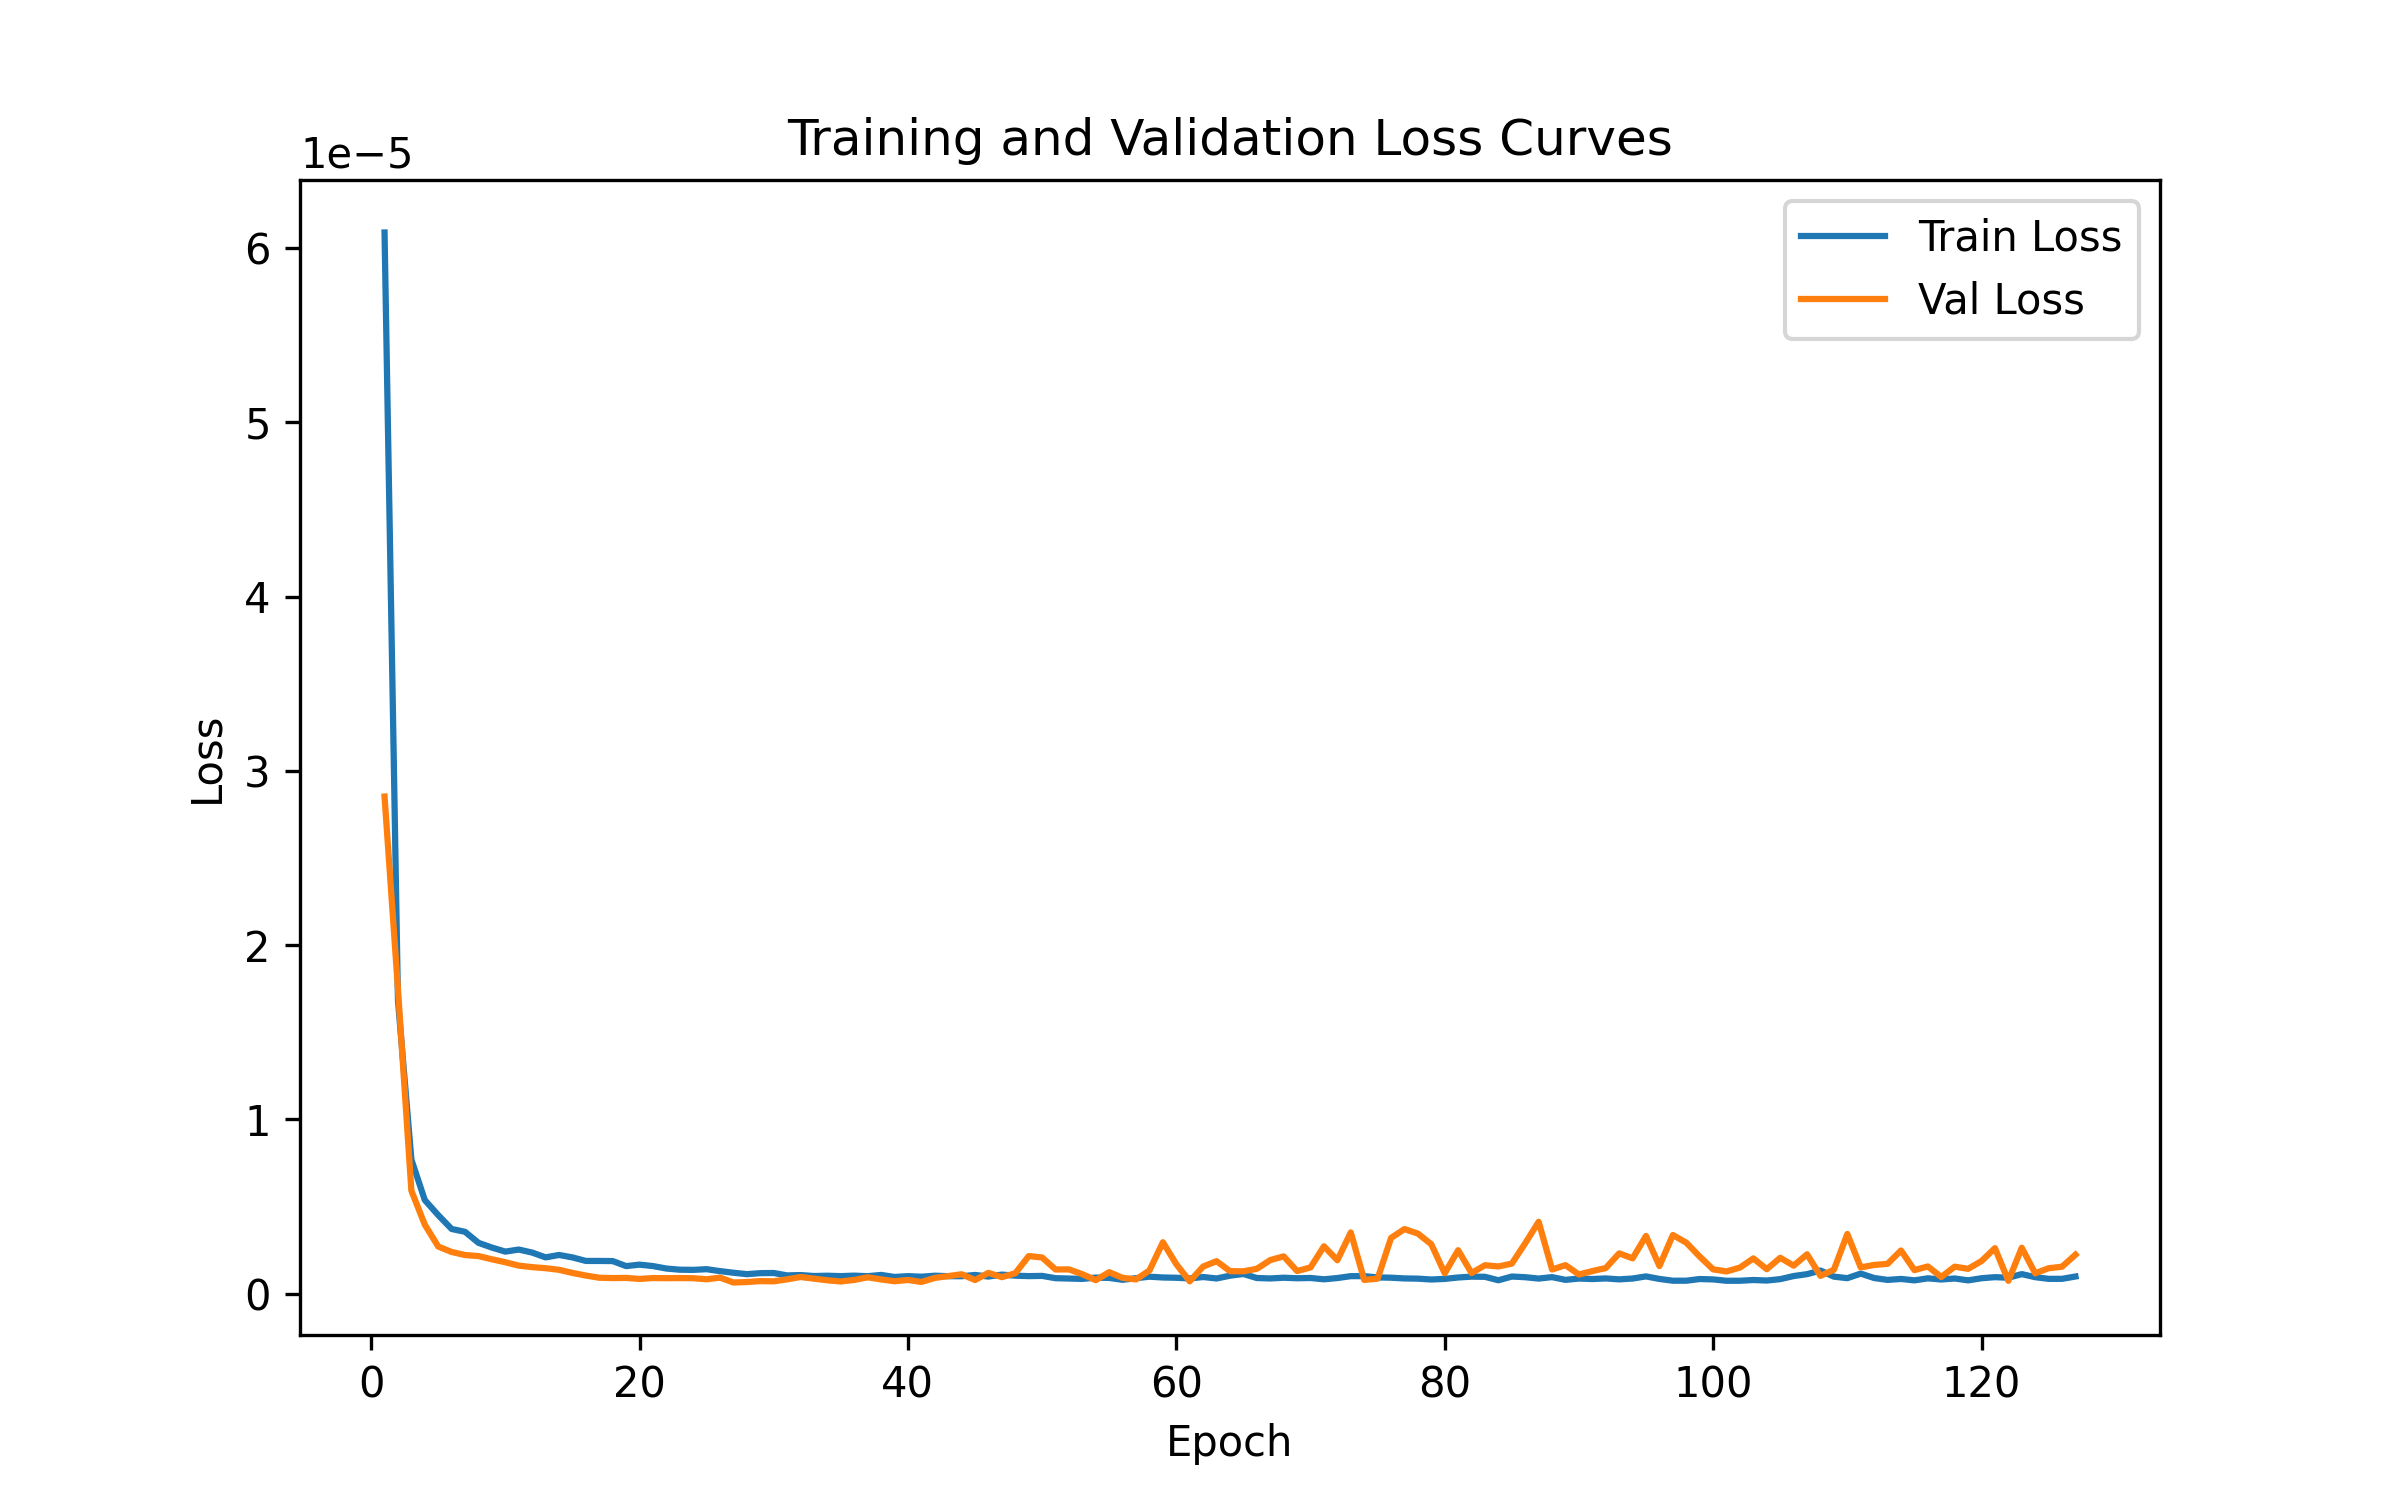 Training and Validation Loss Curves
1e−5
Train Loss
Val Loss
6
5
4
3
2
1
0
Loss
0 20 40 60 80 100 120
Epoch